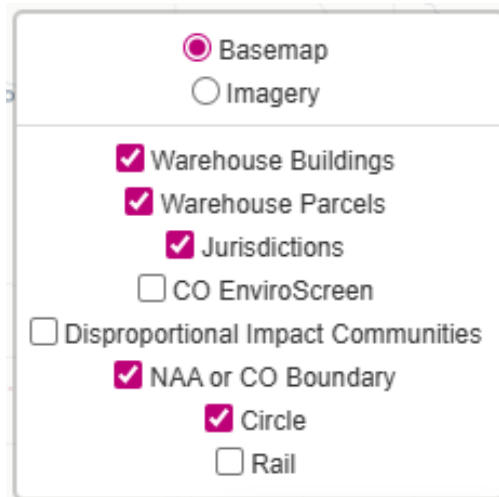 Basemap
Imagery
Warehouse Buildings
Warehouse Parcels
Jurisdictions
CO EnviroScreen
Disproportional Impact Communities
NAA or CO Boundary
Circle
Rail